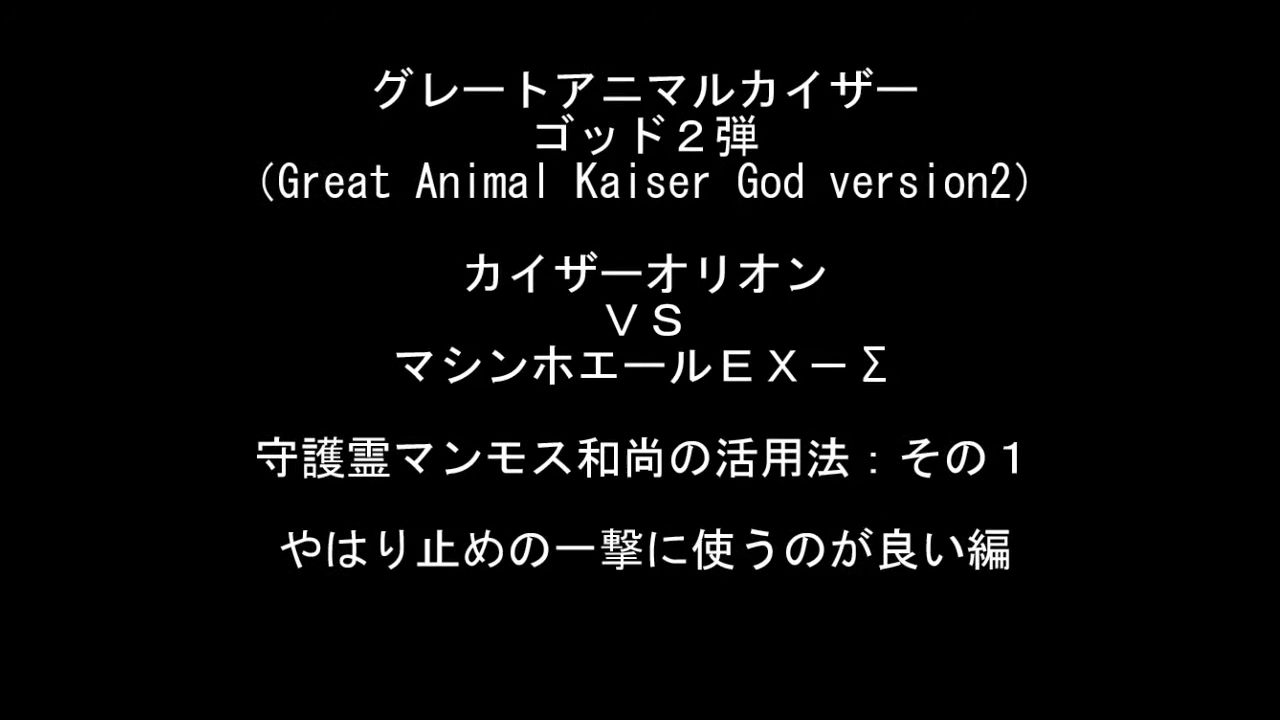 グレートアニマルカイザー
ゴッド２弾
(Great Animal Kaiser God version2)
カイザーオリオン
ＶＳ
マシンホエールＥＸ－Σ
守護霊マンモス和尚の活用法：その１
やはり止めの一撃に使うのが良い編